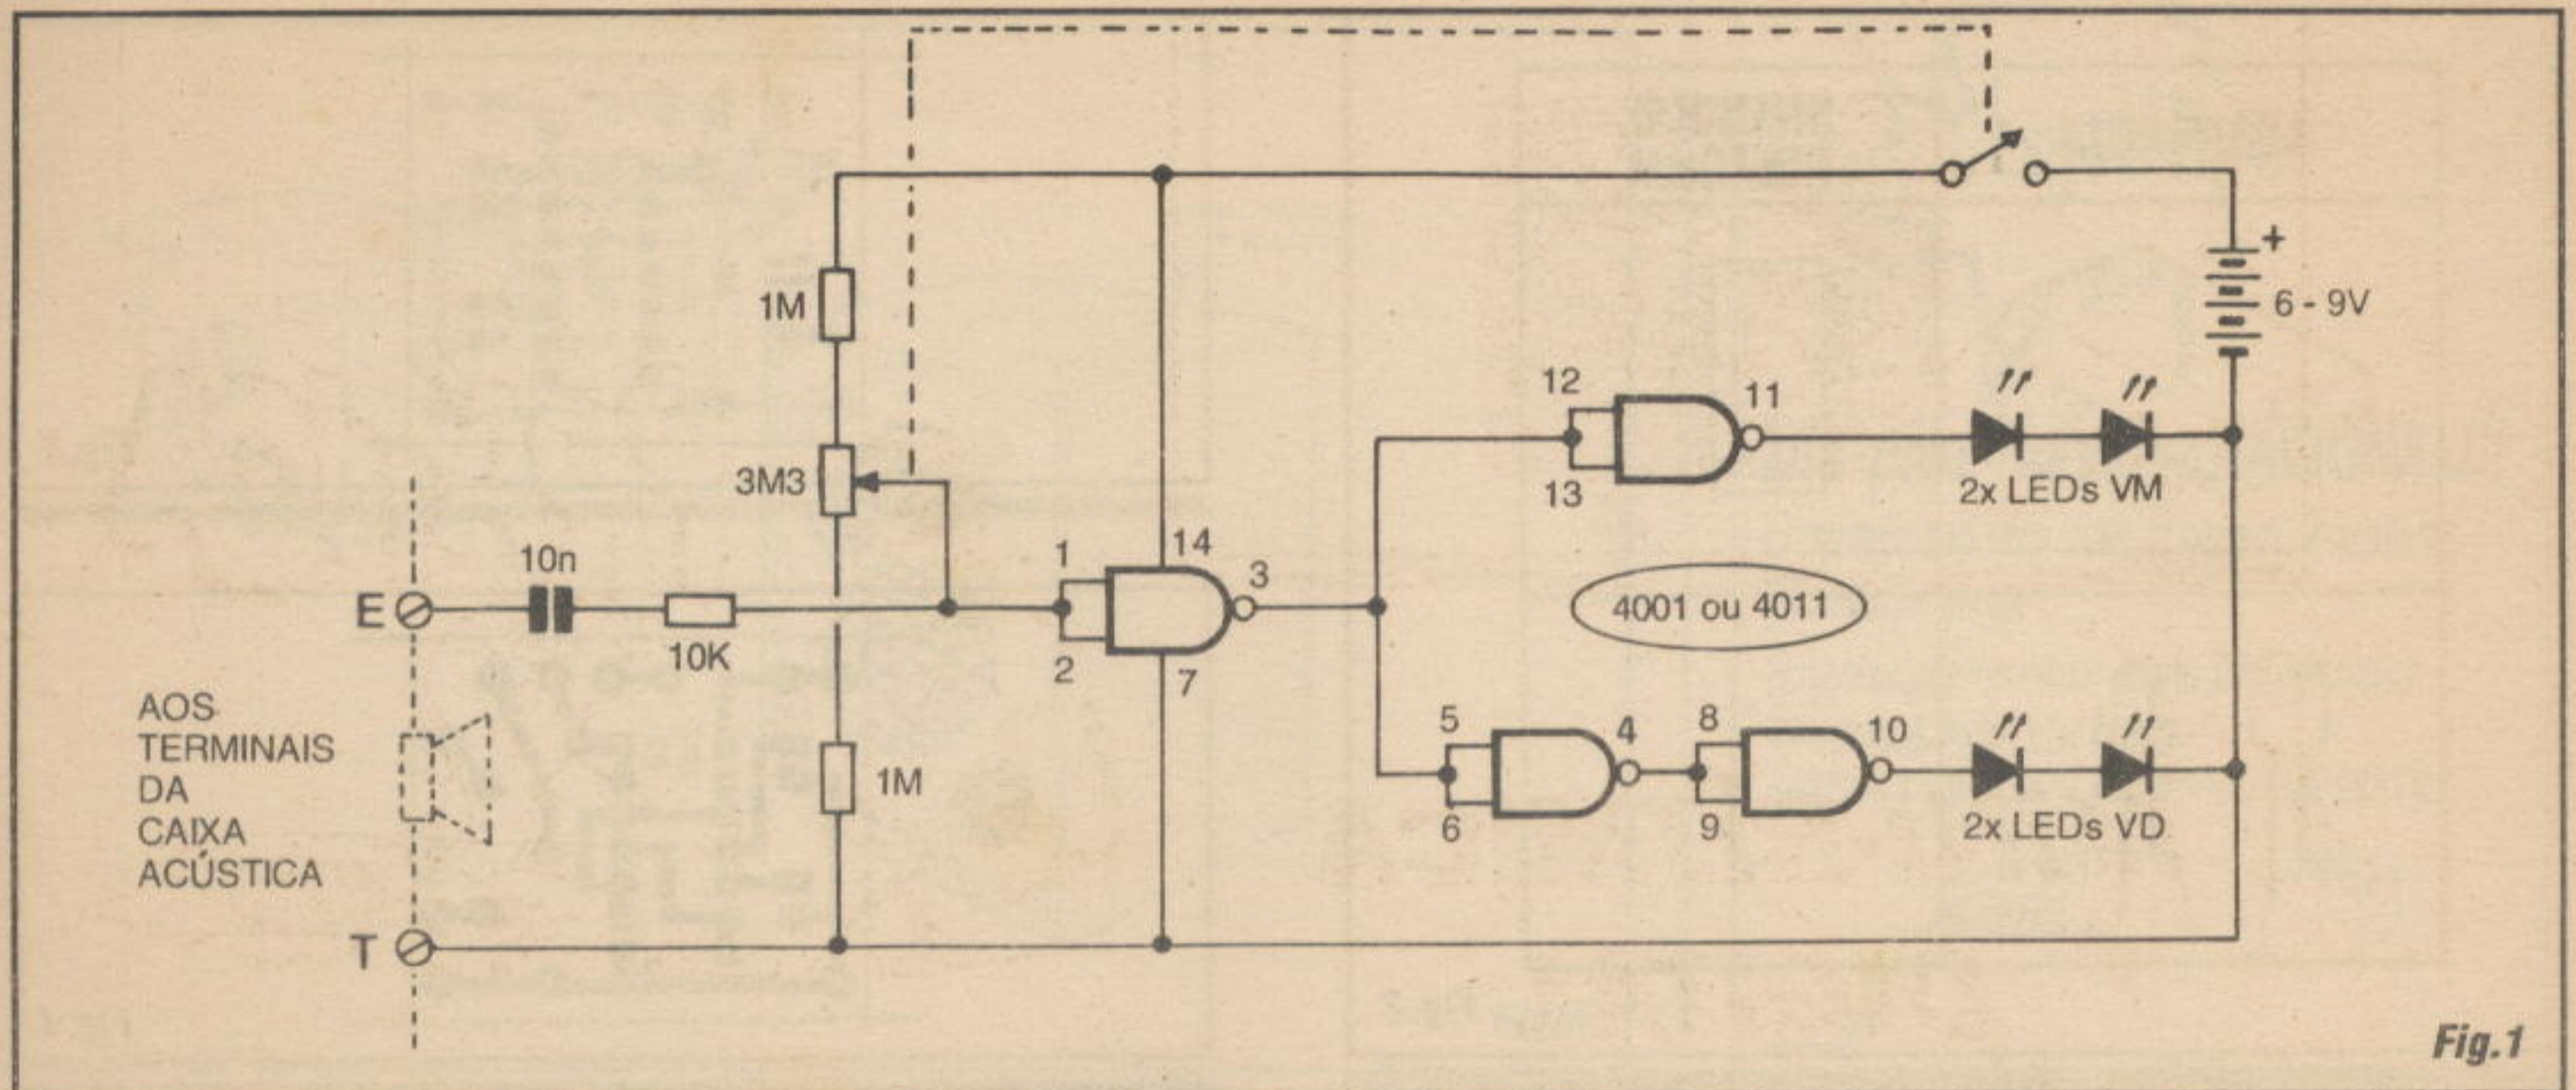 +
6 - 9V
1M
12
11
13
2x LEDs VM
3M3
10n
1
14
3
E
10K
2
7
4001 ou 4011
AOS
TERMINAIS
DA
CAIXA
ACÚSTICA
1M
5
4
8
10
6
9
2x LEDs VD
T
Fig.1